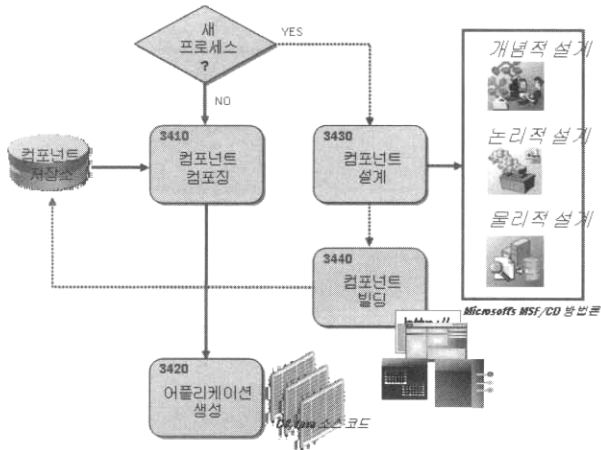 새
프로세스
?
YES
NO
개념적 설계
컴포넌트
저장소
3410
컴포넌트
컴포징
3430
컴포넌트
설계
논리적설계
물리적설계
3440
컴포넌트
빌딩
Microsoft's MSF/CD 방법론
3420
어플리케이션
생성
소스코드